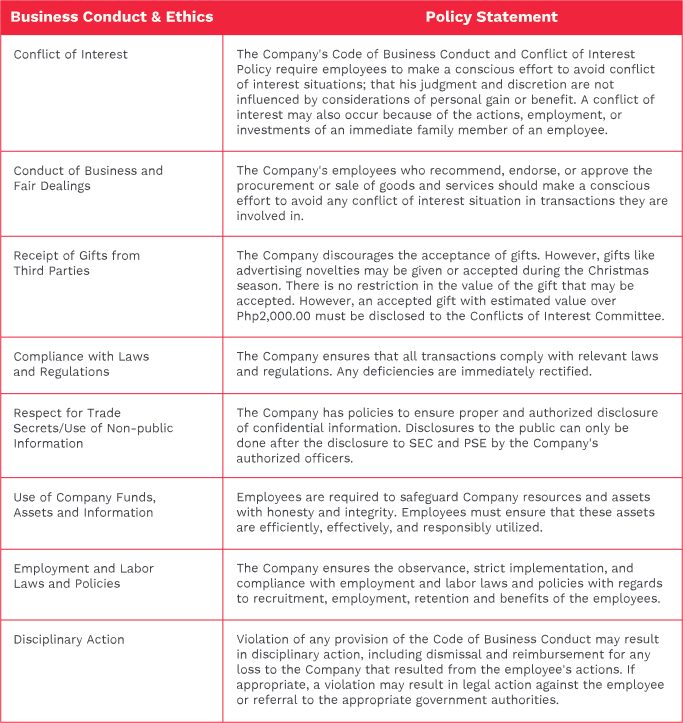 Business Conduct & Ethics
Policy Statement
Conflict of Interest
The Company's Code of Business Conduct and Conflict of Interest
Policy require employees to make a conscious effort to avoid conflict
of interest situations; that his judgment and discretion are not
influenced by considerations of personal gain or benefit. A conflict of
interest may also occur because of the actions, employment, or
investments of an immediate family member of an employee.
Conduct of Business and
Fair Dealings
The Company's employees who recommend, endorse, or approve the
procurement or sale of goods and services should make a conscious
effort to avoid any conflict of interest situation in transactions they are
involved in.
Receipt of Gifts from
Third Parties
The Company discourages the acceptance of gifts. However, gifts like
advertising novelties may be given or accepted during the Christmas
season. There is no restriction in the value of the gift that may be
accepted. However, an accepted gift with estimated value over
Php2,000.00 must be disclosed to the Conflicts of Interest Committee.
Compliance with Laws
and Regulations
The Company ensures that all transactions comply with relevant laws
and regulations. Any deficiencies are immediately rectified.
Respect for Trade
Secrets/Use of Non-public
Information
The Company has policies to ensure proper and authorized disclosure
of confidential information. Disclosures to the public can only be
done after the disclosure to SEC and PSE by the Company's
authorized officers.
Use of Company Funds,
Assets and Information
Employees are required to safeguard Company resources and assets
with honesty and integrity. Employees must ensure that these assets
are efficiently, effectively, and responsibly utilized.
Employment and Labor
Laws and Policies
The Company ensures the observance, strict implementation, and
compliance with employment and labor laws and policies with regards
to recruitment, employment, retention and benefits of the employees.
Disciplinary Action
Violation of any provision of the Code of Business Conduct may result
in disciplinary action, including dismissal and reimbursement for any
loss to the Company that resulted from the employee's actions. If
appropriate, a violation may result in legal action against the employee
or referral to the appropriate government authorities.